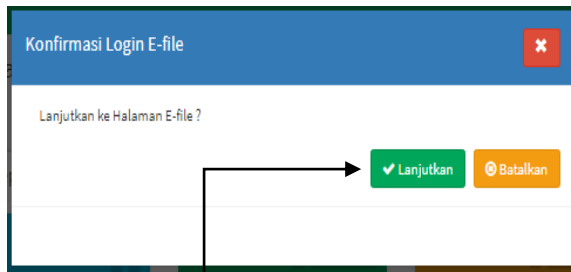 Konfirmasi Login E-file
Lanjutkan ke Halaman E-file ?
Lanjutkan
Batalkan